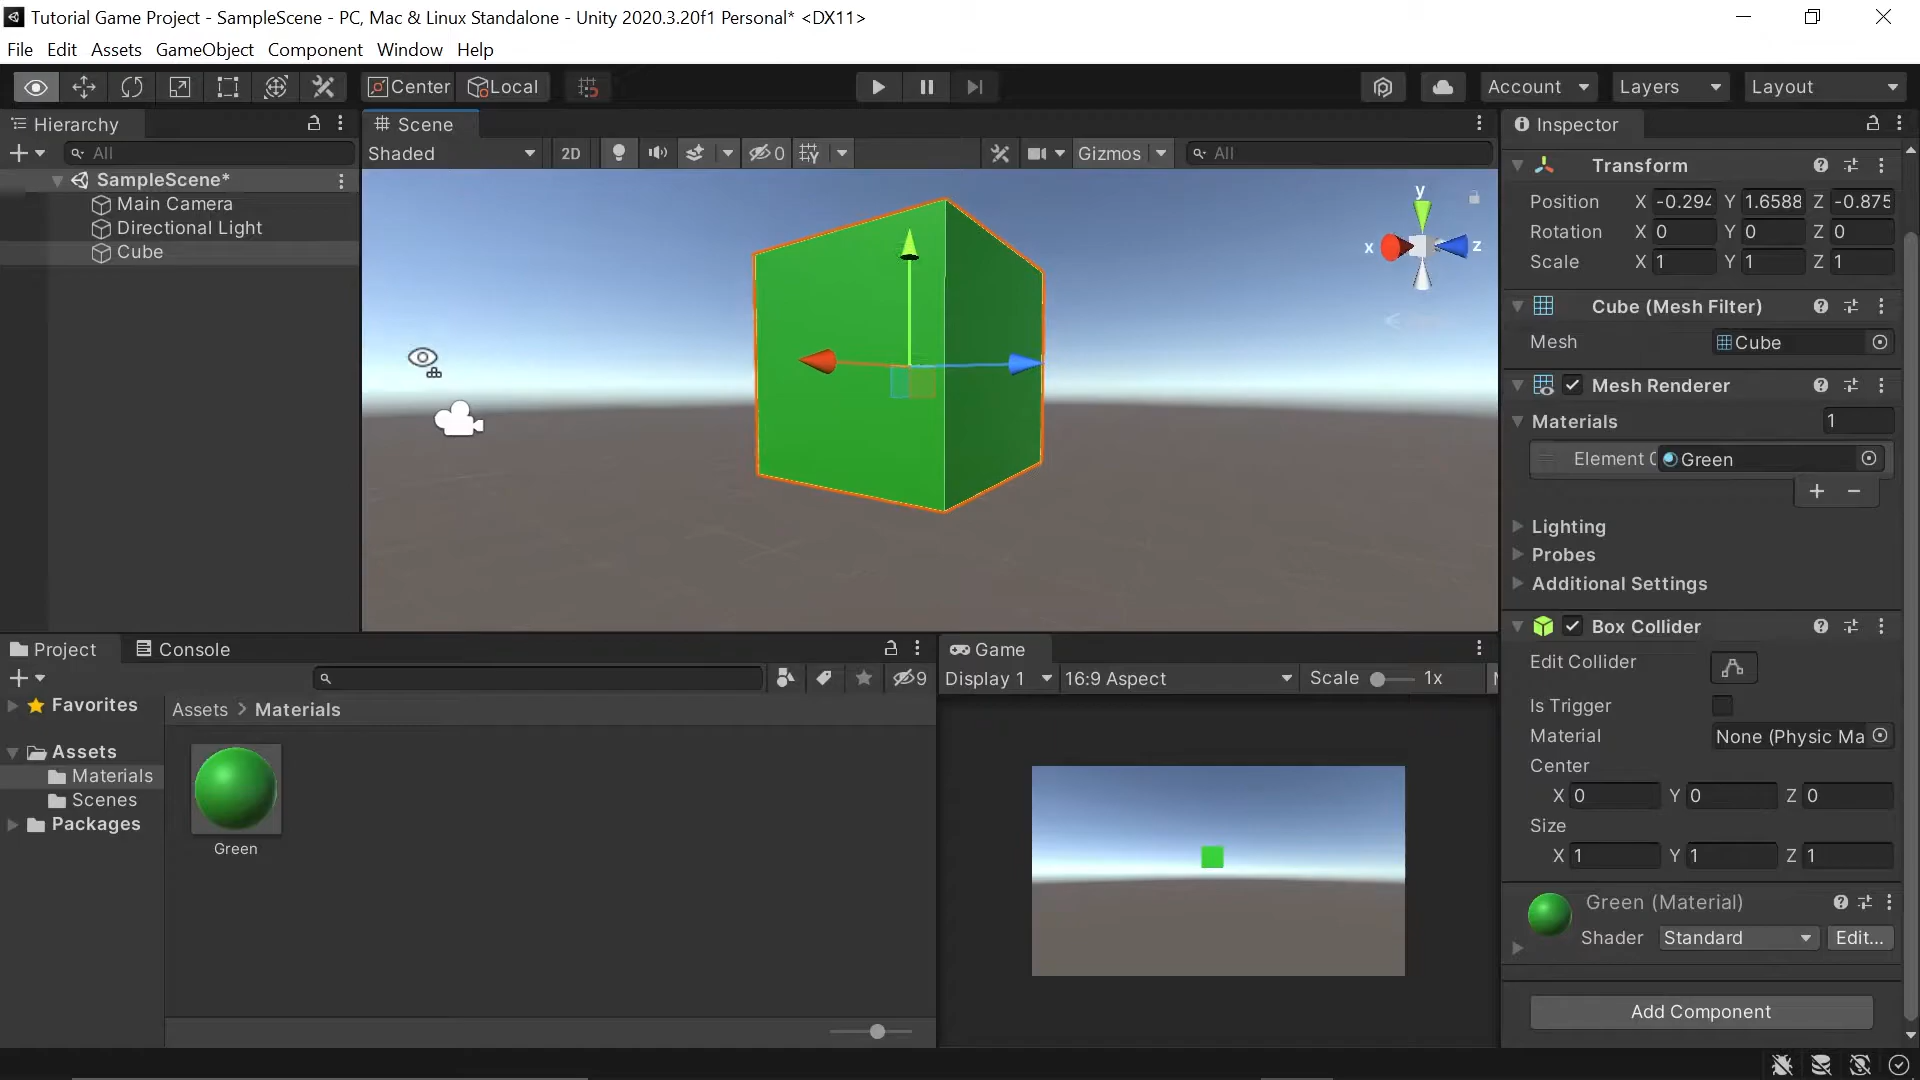 Tutorial Game Project - SampleScene - PC, Mac & Linux Standalone - Unity 2020.3.20f1 Personal* <DX11>
File Edit Assets GameObject Component Window Help
Center Local Account Layers Layout
Hierarchy
All
SampleScene*
Main Camera
Directional Light
Cube
Scene
Shaded 2D 0 Gizmos All
y
x z
Inspector
Transform
Position X -0.294 Y 1.6588 Z -0.875
Rotation X 0 Y 0 Z 0
Scale X 1 Y 1 Z 1
Cube (Mesh Filter)
Mesh Cube
Mesh Renderer
Materials 1
Element Green
Lighting
Probes
Additional Settings
Box Collider
Edit Collider
Is Trigger
Material None (Physic Ma
Center
X 0 Y 0 Z 0
Size
X 1 Y 1 Z 1
Green (Material)
Shader Standard Edit...
Add Component
Project Console
9
Favorites
Assets
Materials
Scenes
Packages
Assets > Materials
Green
Game
Display 1 16:9 Aspect Scale 1x